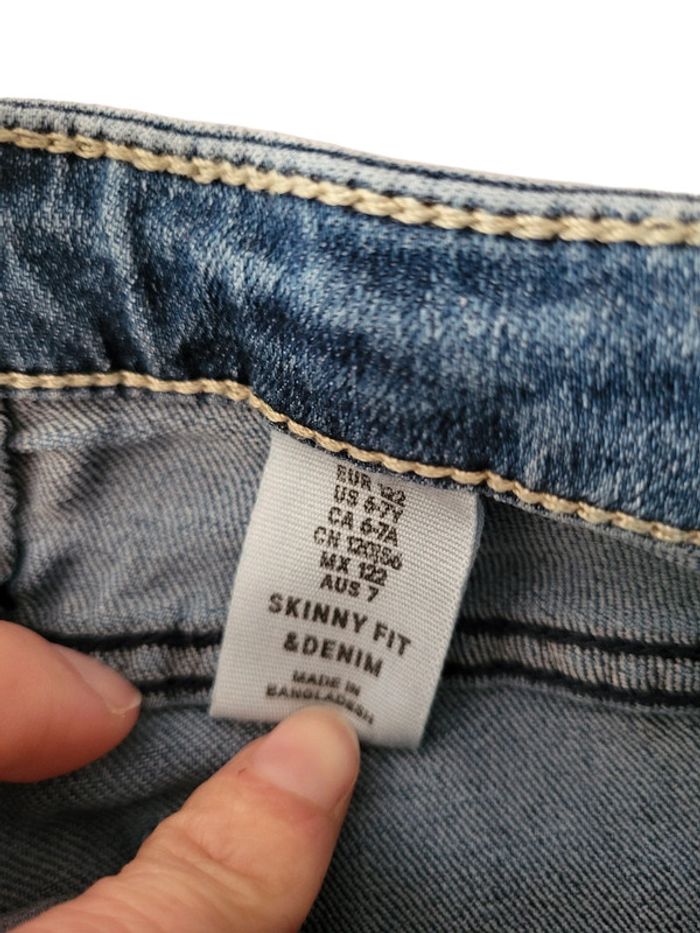 EUR 122
US 6-7Y
CA 6-7A
CN 120/56
MX 122
AUS 7
SKINNY FIT
&DENIM
MADE IN
BANGLADESH